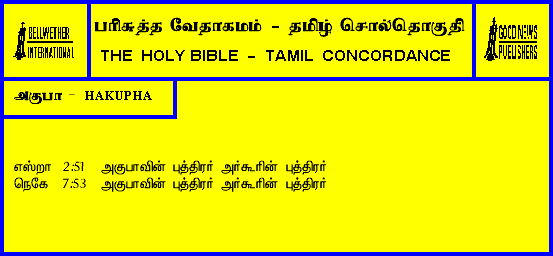 BELLWETHER
INTERNATIONAL
பரிசுத்த வேதாகமம் - தமிழ் சொல்தொகுதி
THE HOLY BIBLE - TAMIL CONCORDANCE
GOOD NEWS
PUBLISHERS
அகுபா - HAKUPHA
எஸ்றா 2:51 அகுபாவின் புத்திரர் அர்கூரின் புத்திரர்
நெகே 7:53 அகுபாவின் புத்திரர் அர்கூரின் புத்திரர்